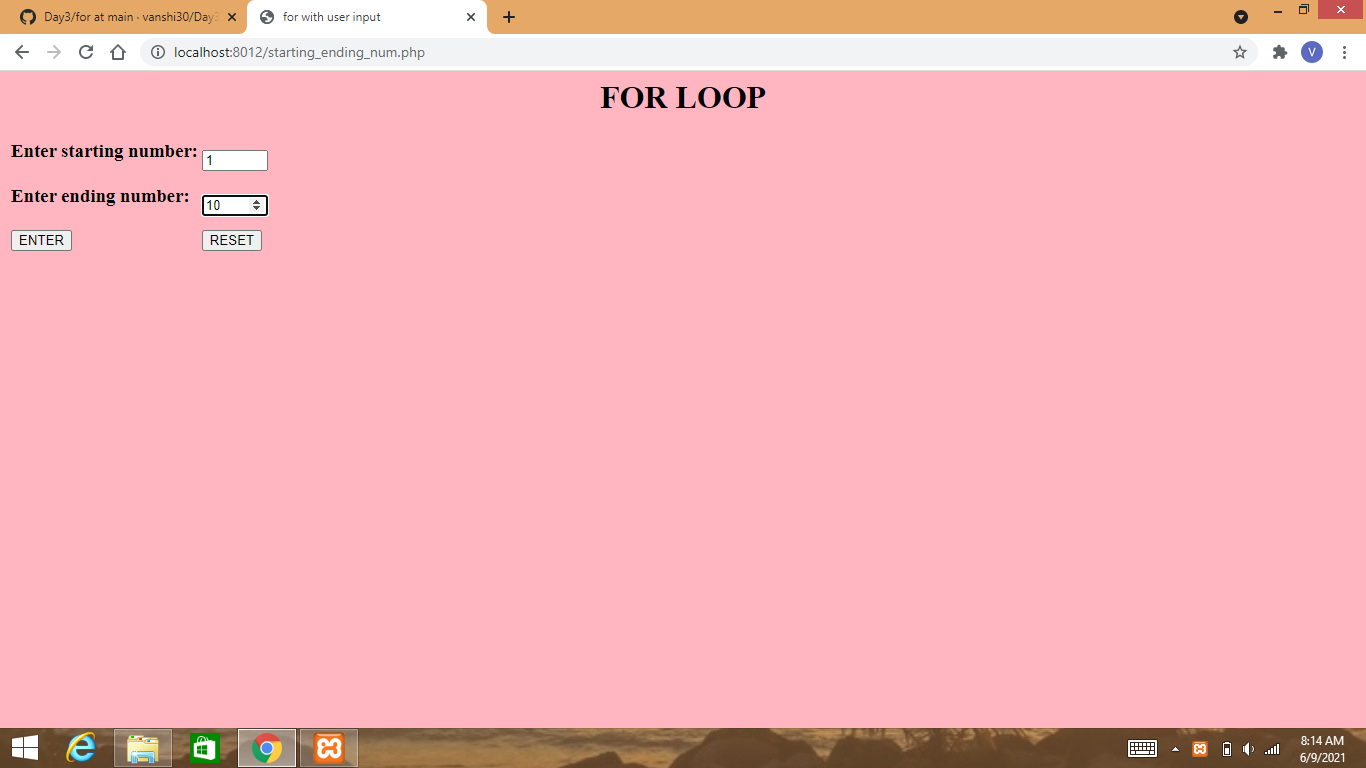 Day3/for at main · vanshi30/Day3
for with user input
localhost:8012/starting_ending_num.php
V
FOR LOOP
Enter starting number: 1
Enter ending number: 10
ENTER RESET
8:14 AM
6/9/2021